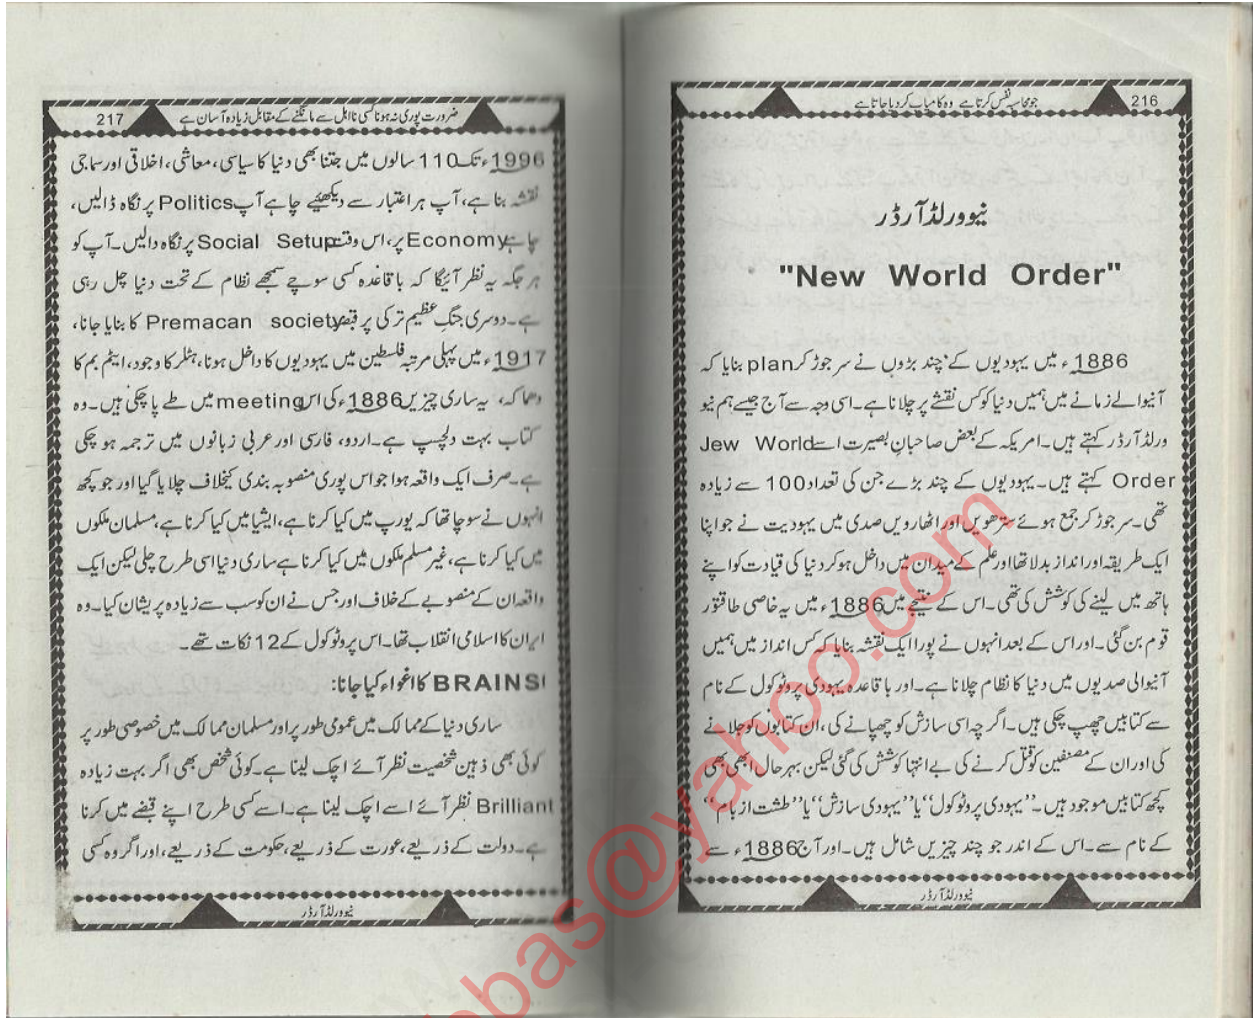 216
جو محاسبہ نفس کرتا ہے وہ کامیاب کر دیا جاتا ہے
نیو ورلڈ آرڈر
"New World Order"
1886ء میں یہودیوں کے چند بڑوں نے سر جوڑ کر plan بنایا کہ
آنیوالے زمانے میں ہمیں دنیا کو کس نقشے پر چلانا ہے۔ اسی وجہ سے آج جسے ہم نیو
ورلڈ آرڈر کہتے ہیں۔ امریکہ کے بعض صاحبان بصیرت اسے Jew World
Order کہتے ہیں۔ یہودیوں کے چند بڑے جن کی تعداد 100 سے زیادہ
تھی۔ سر جوڑ کر جمع ہوئے سترھویں اور اٹھارویں صدی میں یہودیت نے جو اپنا
ایک طریقہ اور انداز بدلا تھا اور علم کے میدان میں داخل ہو کر دنیا کی قیادت کو اپنے
ہاتھ میں لینے کی کوشش کی تھی۔ اس کے نتیجے میں 1886ء میں یہ خاصی طاقتور
قوم بن گئی۔ اور اس کے بعد انہوں نے پورا ایک نقشہ بنایا کہ کس انداز میں ہمیں
آنیوالی صدیوں میں دنیا کا نظام چلانا ہے۔ اور باقاعدہ یہودی پروٹوکول کے نام
سے کتابیں چھپ چکی ہیں۔ اگرچہ اسی سازش کو چھپانے کی، ان کتابوں کو جلانے
کی اور ان کے مصنفین کو قتل کرنے کی بے انتہا کوشش کی گئی لیکن بہر حال ابھی بھی
کچھ کتابیں موجود ہیں۔ ”یہودی پروٹوکول“ یا ”یہودی سازش“ یا ”طشت از بام“
کے نام سے۔ اس کے اندر جو چند چیزیں شامل ہیں۔ اور آج 1886ء سے
نیو ورلڈ آرڈر
217
ضرورت پوری نہ ہونا کسی نا اہل سے مانگنے کے مقابل زیادہ آسان ہے
1996ء تک 110 سالوں میں جتنا بھی دنیا کا سیاسی، معاشی، اخلاقی اور سماجی
نقشہ بنا ہے، آپ ہر اعتبار سے دیکھئیے چاہے آپ Politics پر نگاہ ڈالیں،
چاہے Economy پر، اس وقت Social Setup پر نگاہ ڈالیں۔ آپ کو
ہر جگہ یہ نظر آئیگا کہ باقاعدہ کسی سوچے سمجھے نظام کے تحت دنیا چل رہی
ہے۔ دوسری جنگ عظیم ترکی پر قبضہ Premacan society کا بنایا جانا،
1917ء میں پہلی مرتبہ فلسطین میں یہودیوں کا داخل ہونا، ہٹلر کا وجود، ایٹم بم کا
دھماکہ، یہ ساری چیزیں 1886ء کی اس meeting میں طے پا چکی ہیں۔ وہ
کتاب بہت دلچسپ ہے۔ اردو، فارسی اور عربی زبانوں میں ترجمہ ہو چکی
ہے۔ صرف ایک واقعہ ہوا جو اس پوری منصوبہ بندی کیخلاف چلایا گیا اور جو کچھ
انہوں نے سوچا تھا کہ یورپ میں کیا کرنا ہے، ایشیا میں کیا کرنا ہے، مسلمان ملکوں
میں کیا کرنا ہے، غیر مسلم ملکوں میں کیا کرنا ہے ساری دنیا اسی طرح چلی لیکن ایک
واقعہ ان کے منصوبے کے خلاف اور جس نے ان کو سب سے زیادہ پریشان کیا۔ وہ
ایران کا اسلامی انقلاب تھا۔ اس پروٹوکول کے 12 نکات تھے۔
BRAINS کا اغواء کیا جانا:
ساری دنیا کے ممالک میں عمومی طور پر اور مسلمان ممالک میں خصوصی طور پر
کوئی بھی ذہین شخصیت نظر آئے اچک لینا ہے۔ کوئی شخص بھی اگر بہت زیادہ
Brilliant نظر آئے اسے اچک لینا ہے۔ اسے کسی طرح اپنے قبضے میں کرنا
ہے۔ دولت کے ذریعے، عورت کے ذریعے، حکومت کے ذریعے، اور اگر وہ کسی
نیو ورلڈ آرڈر
bas@yahoo.com